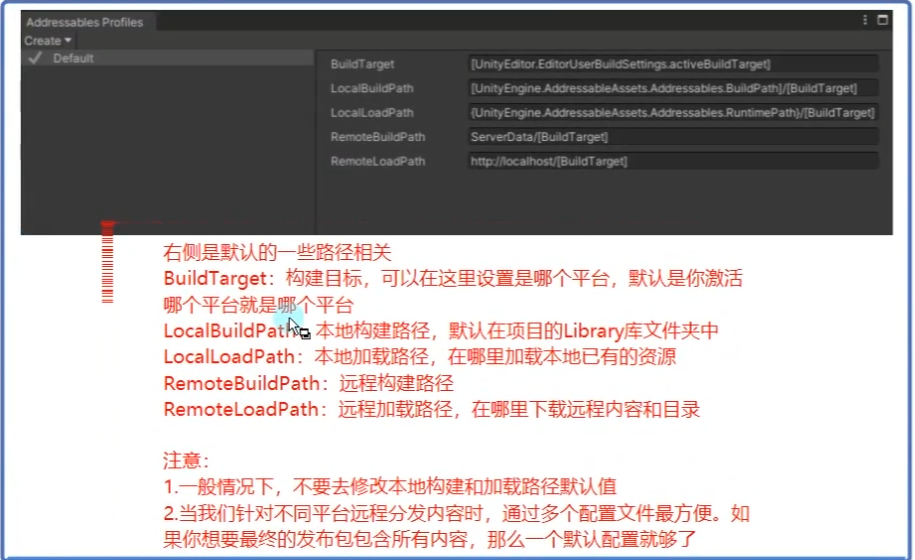 Addressables Profiles
Create
Default
BuildTarget [UnityEditor.EditorUserBuildSettings.activeBuildTarget]
LocalBuildPath [UnityEngine.AddressableAssets.Addressables.BuildPath]/[BuildTarget]
LocalLoadPath {UnityEngine.AddressableAssets.Addressables.RuntimePath}/[BuildTarget]
RemoteBuildPath ServerData/[BuildTarget]
RemoteLoadPath http://localhost/[BuildTarget]
右侧是默认的一些路径相关
BuildTarget：构建目标，可以在这里设置是哪个平台，默认是你激活
哪个平台就是哪个平台
LocalBuildPath：本地构建路径，默认在项目的Library库文件夹中
LocalLoadPath：本地加载路径，在哪里加载本地已有的资源
RemoteBuildPath：远程构建路径
RemoteLoadPath：远程加载路径，在哪里下载远程内容和目录
注意：
1.一般情况下，不要去修改本地构建和加载路径默认值
2.当我们针对不同平台远程分发内容时，通过多个配置文件最方便。如
果你想要最终的发布包包含所有内容，那么一个默认配置就够了